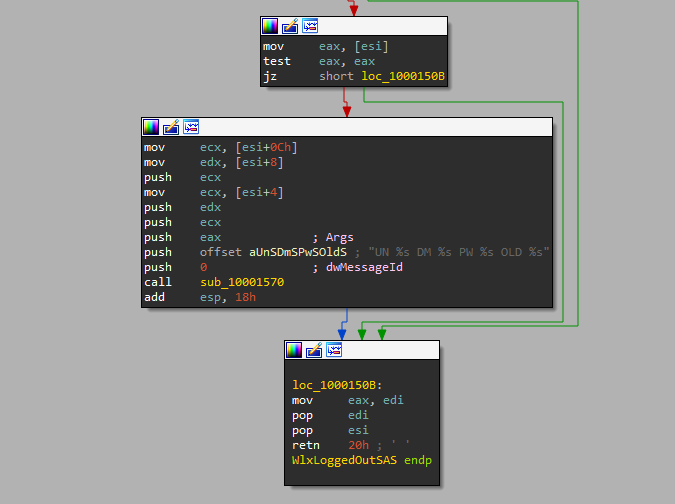 mov eax, [esi]
test eax, eax
jz short loc_1000150B
mov ecx, [esi+0Ch]
mov edx, [esi+8]
push ecx
mov ecx, [esi+4]
push edx
push ecx
push eax ; Args
push offset aUnSDmSPwSOldS ; "UN %s DM %s PW %s OLD %s"
push 0 ; dwMessageId
call sub_10001570
add esp, 18h
loc_1000150B:
mov eax, edi
pop edi
pop esi
retn 20h ; ' '
WlxLoggedOutSAS endp